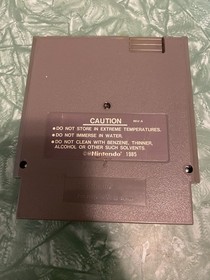 CAUTION
● DO NOT STORE IN EXTREME TEMPERATURES.
● DO NOT IMMERSE IN WATER.
● DO NOT CLEAN WITH BENZENE, THINNER,
ALCOHOL OR OTHER SUCH SOLVENTS.
©Nintendo® 1985